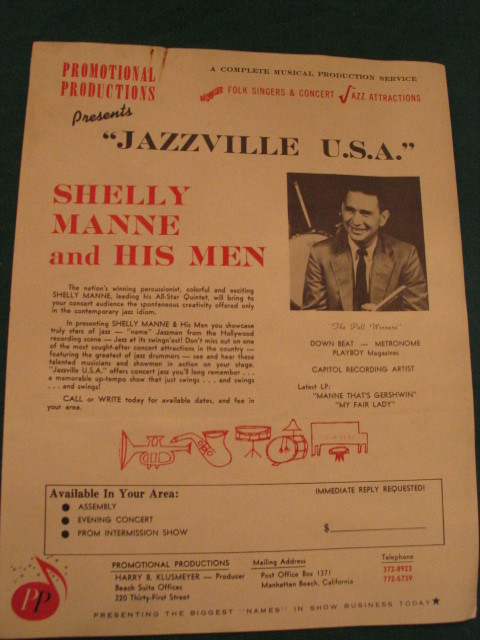 PROMOTIONAL
PRODUCTIONS
A COMPLETE MUSICAL PRODUCTION SERVICE
FOLK SINGERS & CONCERT JAZZ ATTRACTIONS
Presents
"JAZZVILLE U.S.A."
SHELLY
MANNE
and HIS MEN
The nation's winning percussionist, colorful and exciting
SHELLY MANNE, leading his All-Star Quintet, will bring to
your concert audience the spontaneous creativity offered only
in the contemporary jazz idiom.
In presenting SHELLY MANNE & His Men you showcase
truly stars of jazz — "name" Jazzmen from the Hollywood
recording scene — Jazz at its swingin'est! Don't miss out on one
of the most sought-after concert attractions in the country —
featuring the greatest of jazz drummers — see and hear these
talented musicians and showmen in action on your stage.
"Jazzville U.S.A." offers concert jazz you'll long remember . . .
a memorable up-tempo show that just swings . . . and swings
. . . and swings!
CALL or WRITE today for available dates, and fee in
your area.
"The Poll Winners"
DOWN BEAT — METRONOME
PLAYBOY Magazines
CAPITOL RECORDING ARTIST
Latest LP:
"MANNE THAT'S GERSHWIN"
"MY FAIR LADY"
Available In Your Area:
IMMEDIATE REPLY REQUESTED!
● ASSEMBLY
● EVENING CONCERT
● PROM INTERMISSION SHOW
$
PP
PROMOTIONAL PRODUCTIONS
HARRY B. KLUSMEYER — Producer
Beach Suite Offices
220 Thirty-First Street
Mailing Address
Post Office Box 1371
Manhattan Beach, California
Telephone
372-8923
772-5739
PRESENTING THE BIGGEST "NAMES" IN SHOW BUSINESS TODAY★